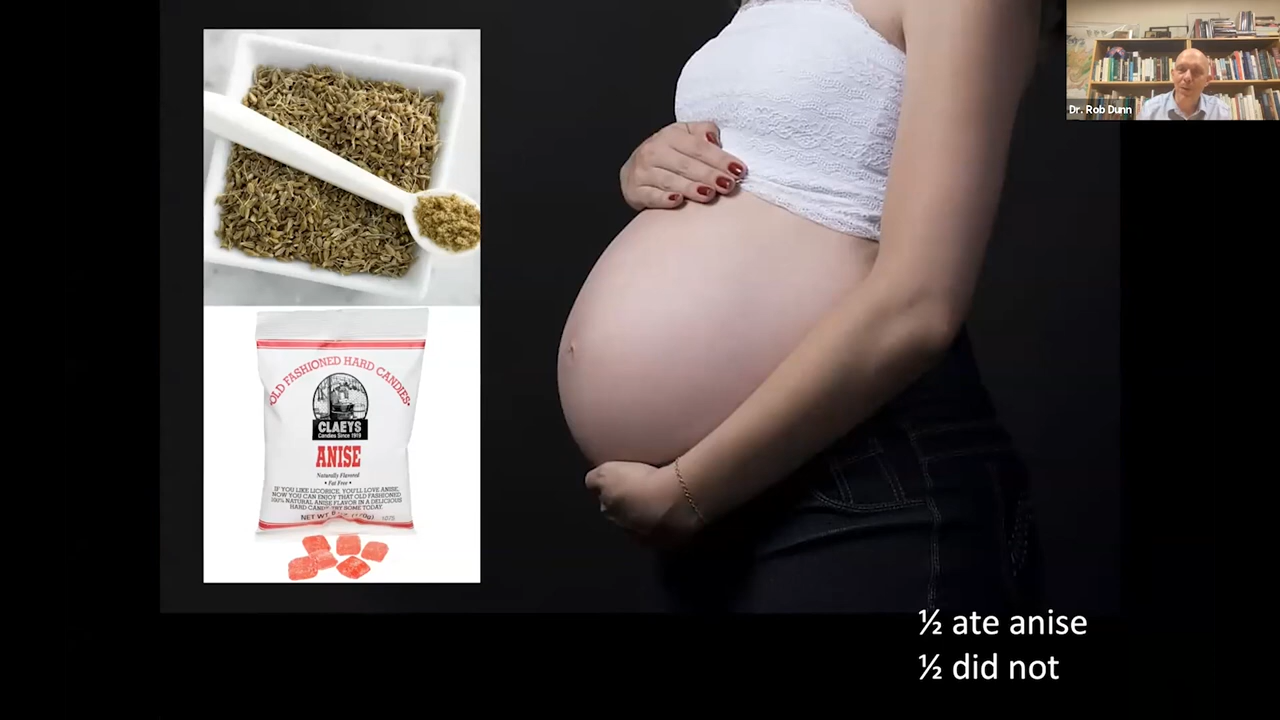 Dr. Rob Dunn
OLD FASHIONED HARD CANDIES
CLAEYS
Candies Since 1919
ANISE
Naturally Flavored
• Fat Free •
IF YOU LIKE LICORICE, YOU'LL LOVE ANISE.
NOW YOU CAN ENJOY THAT OLD FASHIONED
100% NATURAL ANISE FLAVOR IN A DELICIOUS
HARD CANDY. TRY SOME TODAY.
NET WT.
½ ate anise
½ did not